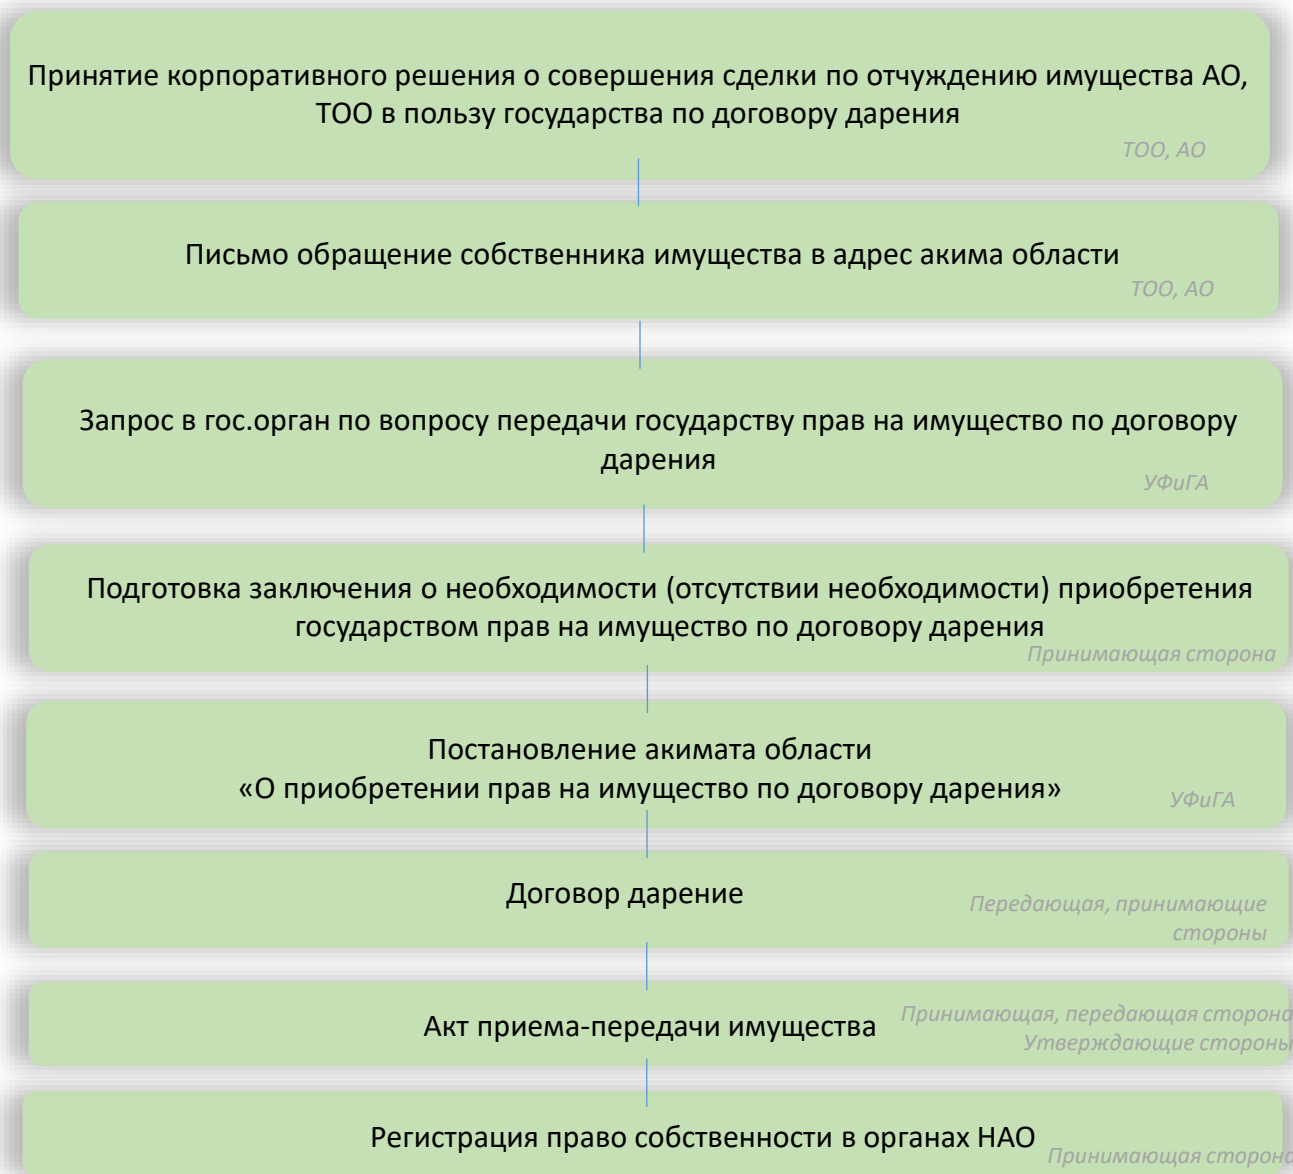 Принятие корпоративного решения о совершения сделки по отчуждению имущества АО,
ТОО в пользу государства по договору дарения
ТОО, АО
Письмо обращение собственника имущества в адрес акима области
ТОО, АО
Запрос в гос.орган по вопросу передачи государству прав на имущество по договору
дарения
УФиГА
Подготовка заключения о необходимости (отсутствии необходимости) приобретения
государством прав на имущество по договору дарения
Принимающая сторона
Постановление акимата области
«О приобретении прав на имущество по договору дарения»
УФиГА
Договор дарение
Передающая, принимающие
стороны
Акт приема-передачи имущества
Принимающая, передающая сторона
Утверждающие стороны
Регистрация право собственности в органах НАО
Принимающая сторона